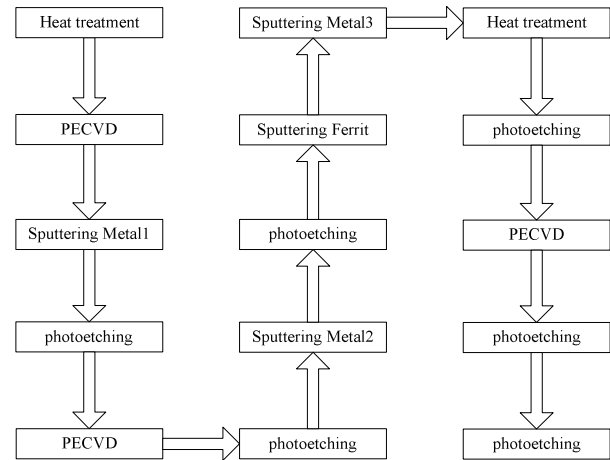 Heat treatment
PECVD
Sputtering Metal1
photoetching
PECVD
photoetching
Sputtering Metal2
photoetching
Sputtering Ferrit
Sputtering Metal3
Heat treatment
photoetching
PECVD
photoetching
photoetching